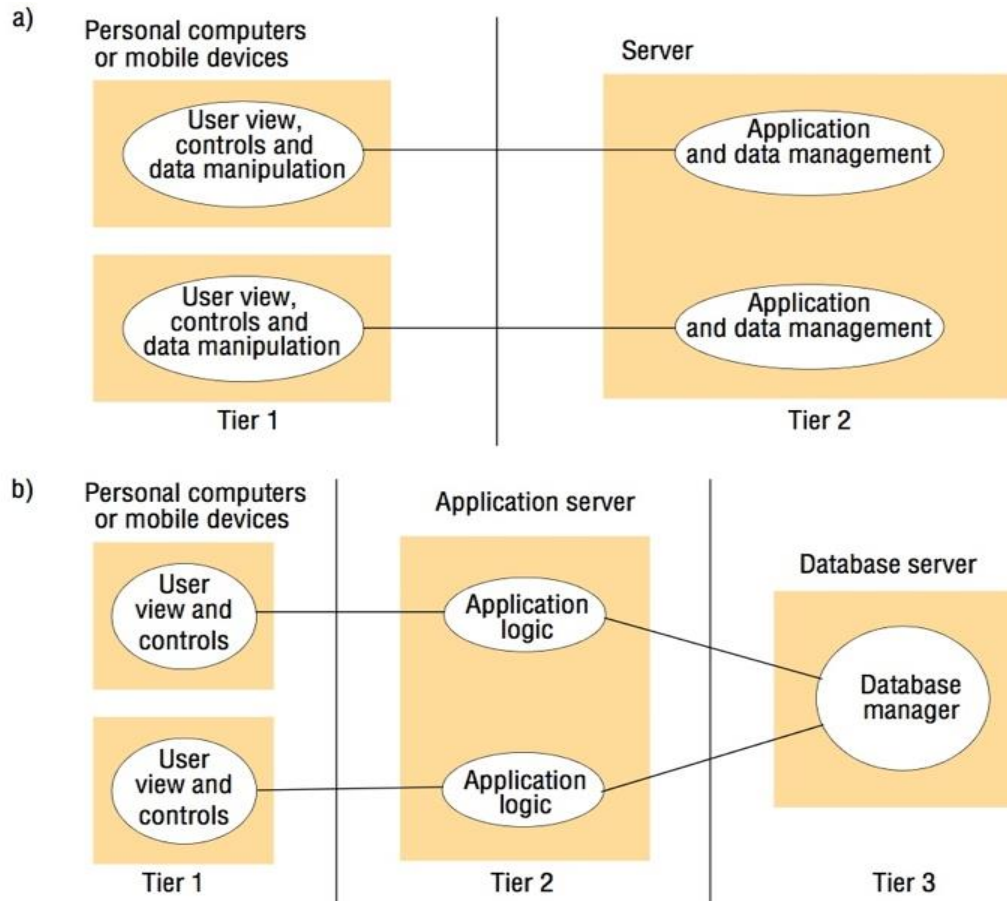 a)
Personal computers
or mobile devices
Server
User view,
controls and
data manipulation
Application
and data management
User view,
controls and
data manipulation
Application
and data management
Tier 1
Tier 2
b)
Personal computers
or mobile devices
Application server
Database server
User
view and
controls
Application
logic
Database
manager
User
view and
controls
Application
logic
Tier 1
Tier 2
Tier 3